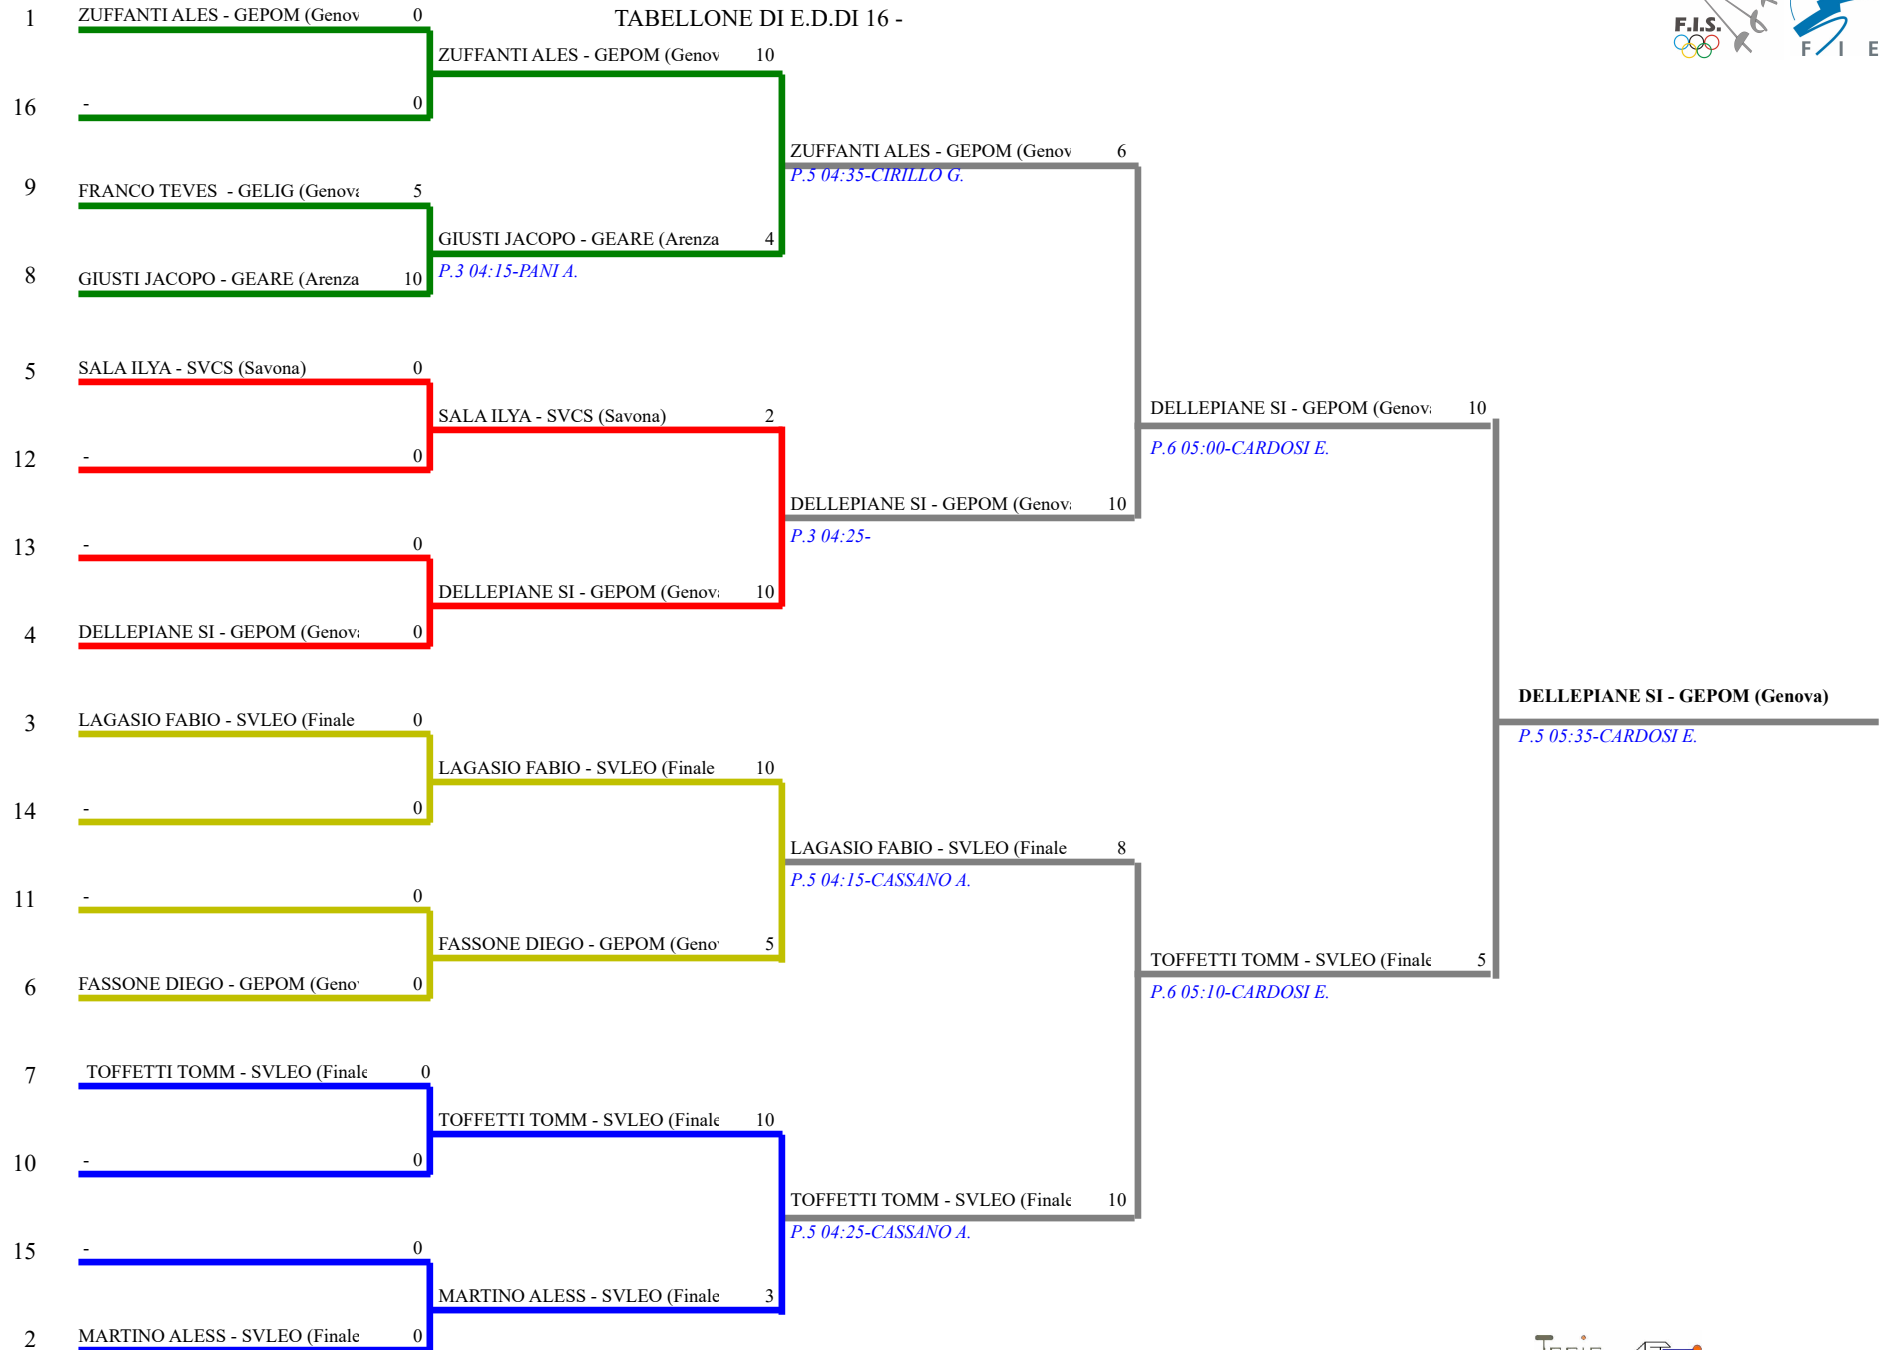 TABELLONE DI E.D.DI 16 -
F.I.S.
F I E
1 ZUFFANTI ALES - GEPOM (Genov 0
ZUFFANTI ALES - GEPOM (Genov 10
16 - 0
ZUFFANTI ALES - GEPOM (Genov 6
P.5 04:35-CIRILLO G.
9 FRANCO TEVES - GELIG (Genova 5
GIUSTI JACOPO - GEARE (Arenza 4
P.3 04:15-PANI A.
8 GIUSTI JACOPO - GEARE (Arenza 10
5 SALA ILYA - SVCS (Savona) 0
SALA ILYA - SVCS (Savona) 2
DELLEPIANE SI - GEPOM (Genova 10
P.6 05:00-CARDOSI E.
12 - 0
DELLEPIANE SI - GEPOM (Genova 10
P.3 04:25-
13 - 0
DELLEPIANE SI - GEPOM (Genova 10
4 DELLEPIANE SI - GEPOM (Genova 0
DELLEPIANE SI - GEPOM (Genova)
P.5 05:35-CARDOSI E.
3 LAGASIO FABIO - SVLEO (Finale 0
LAGASIO FABIO - SVLEO (Finale 10
14 - 0
LAGASIO FABIO - SVLEO (Finale 8
P.5 04:15-CASSANO A.
11 - 0
FASSONE DIEGO - GEPOM (Geno 5
TOFFETTI TOMM - SVLEO (Finale 5
P.6 05:10-CARDOSI E.
6 FASSONE DIEGO - GEPOM (Geno 0
7 TOFFETTI TOMM - SVLEO (Finale 0
TOFFETTI TOMM - SVLEO (Finale 10
10 - 0
TOFFETTI TOMM - SVLEO (Finale 10
P.5 04:25-CASSANO A.
15 - 0
MARTINO ALESS - SVLEO (Finale 3
2 MARTINO ALESS - SVLEO (Finale 0